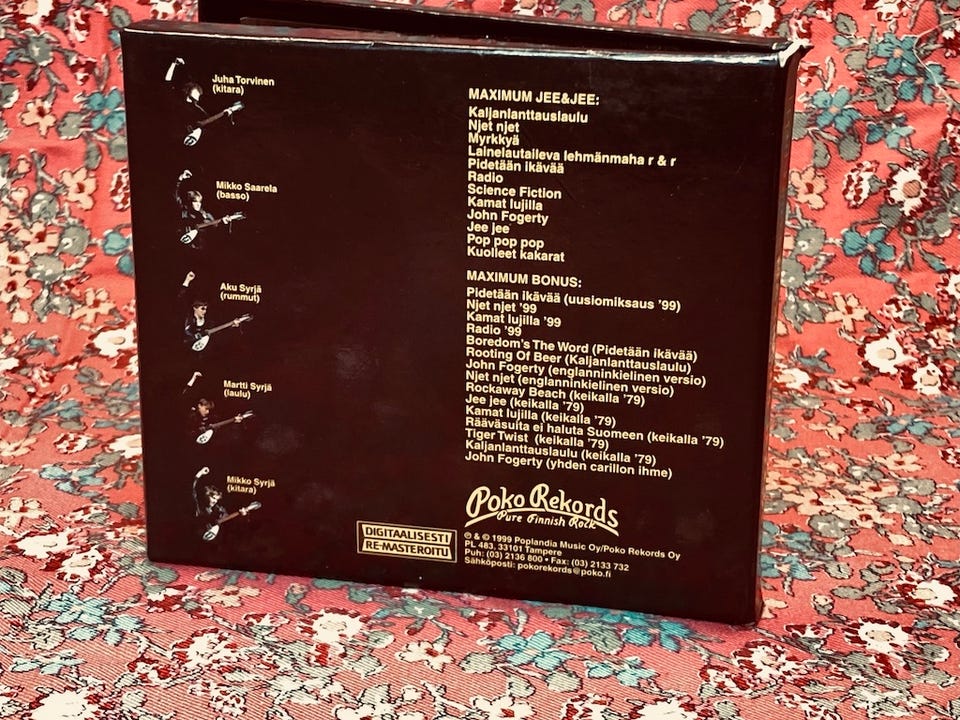 Juha Torvinen
(kitara)
Mikko Saarela
(basso)
Aku Syrjä
(rummut)
Martti Syrjä
(laulu)
Mikko Syrjä
(kitara)
MAXIMUM JEE&JEE:
Kaljanlanttauslaulu
Njet njet
Myrkkyä
Lainelautaileva lehmänmaha r & r
Pidetään ikävää
Radio
Science Fiction
Kamat lujilla
John Fogerty
Jee jee
Pop pop pop
Kuolleet kakarat
MAXIMUM BONUS:
Pidetään ikävää (uusiomiksaus ’99)
Njet njet ’99
Kamat lujilla ’99
Radio ’99
Boredom’s The Word (Pidetään ikävää)
Rooting Of Beer (Kaljanlanttauslaulu)
John Fogerty (englanninkielinen versio)
Njet njet (englanninkielinen versio)
Rockaway Beach (keikalla ’79)
Jee jee (keikalla ’79)
Kamat lujilla (keikalla ’79)
Rääväsuita ei haluta Suomeen (keikalla ’79)
Tiger Twist (keikalla ’79)
Kaljanlanttauslaulu (keikalla ’79)
John Fogerty (yhden carillon ihme)
Poko Rekords
Pure Finnish Rock
DIGITAALISESTI
RE-MASTEROITU
℗ & © 1999 Poplandia Music Oy/Poko Rekords Oy
PL 483, 33101 Tampere
Puh: (03) 2136 800 • Fax: (03) 2133 732
Sähköposti: pokorekords@poko.fi